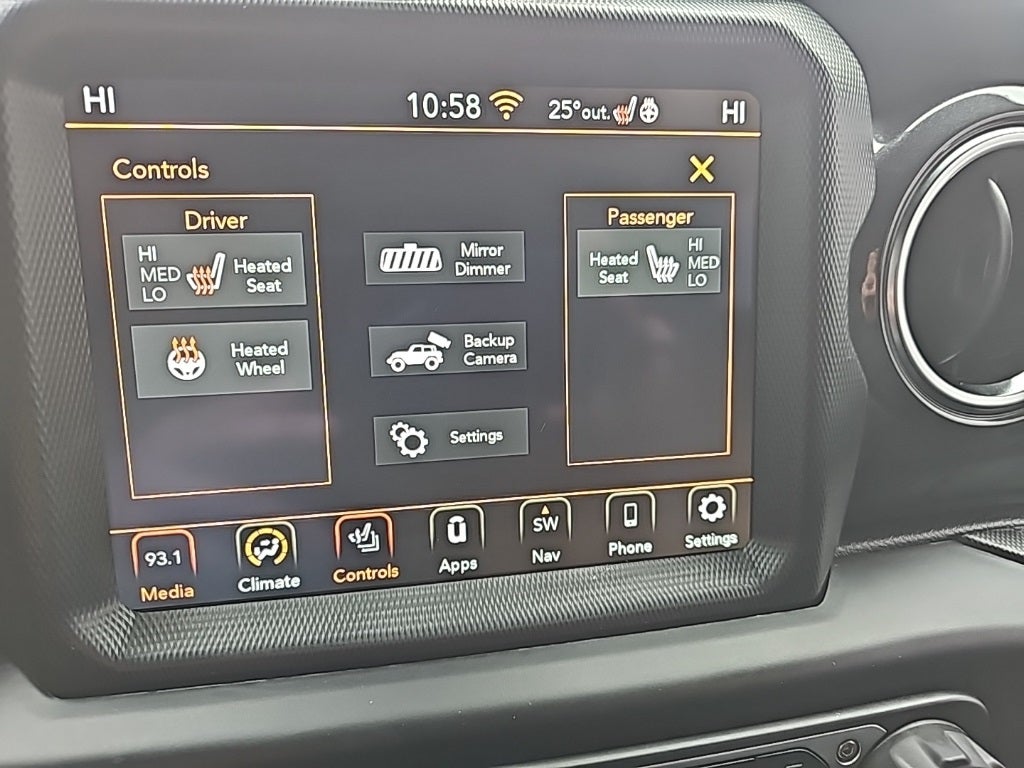 HI 10:58 25°out. HI
Controls
Driver
HI
MED
LO
Heated
Seat
Heated
Wheel
Mirror
Dimmer
Backup
Camera
Settings
Passenger
Heated
Seat
HI
MED
LO
93.1
Media
Climate
Controls
Apps
SW
Nav
Phone
Settings